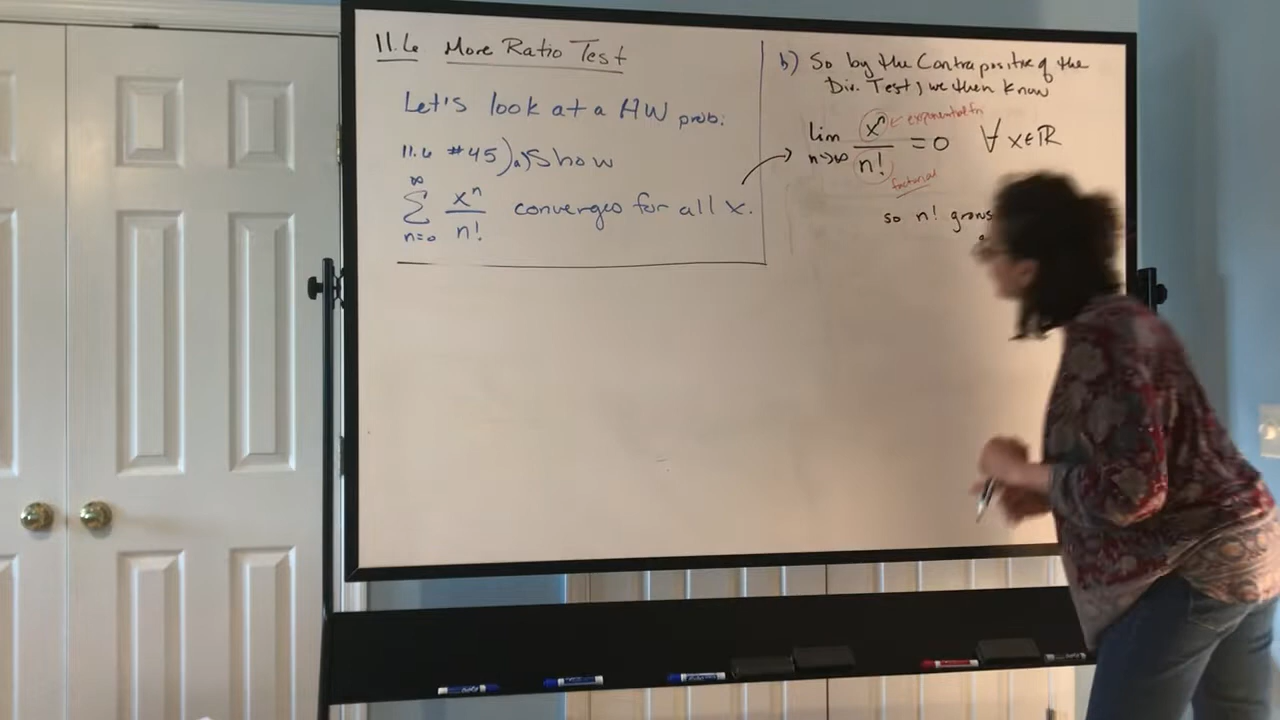 11.6 More Ratio Test
Let's look at a HW prob:
11.6 #45) a) Show
∞
∑ xⁿ/n! converges for all x.
n=0
b) So by the Contrapositive of the
Div. Test, we then know
lim xⁿ/n! = 0 ∀ x∈ℝ
n→∞
← exponential fn
factorial
so n! grows